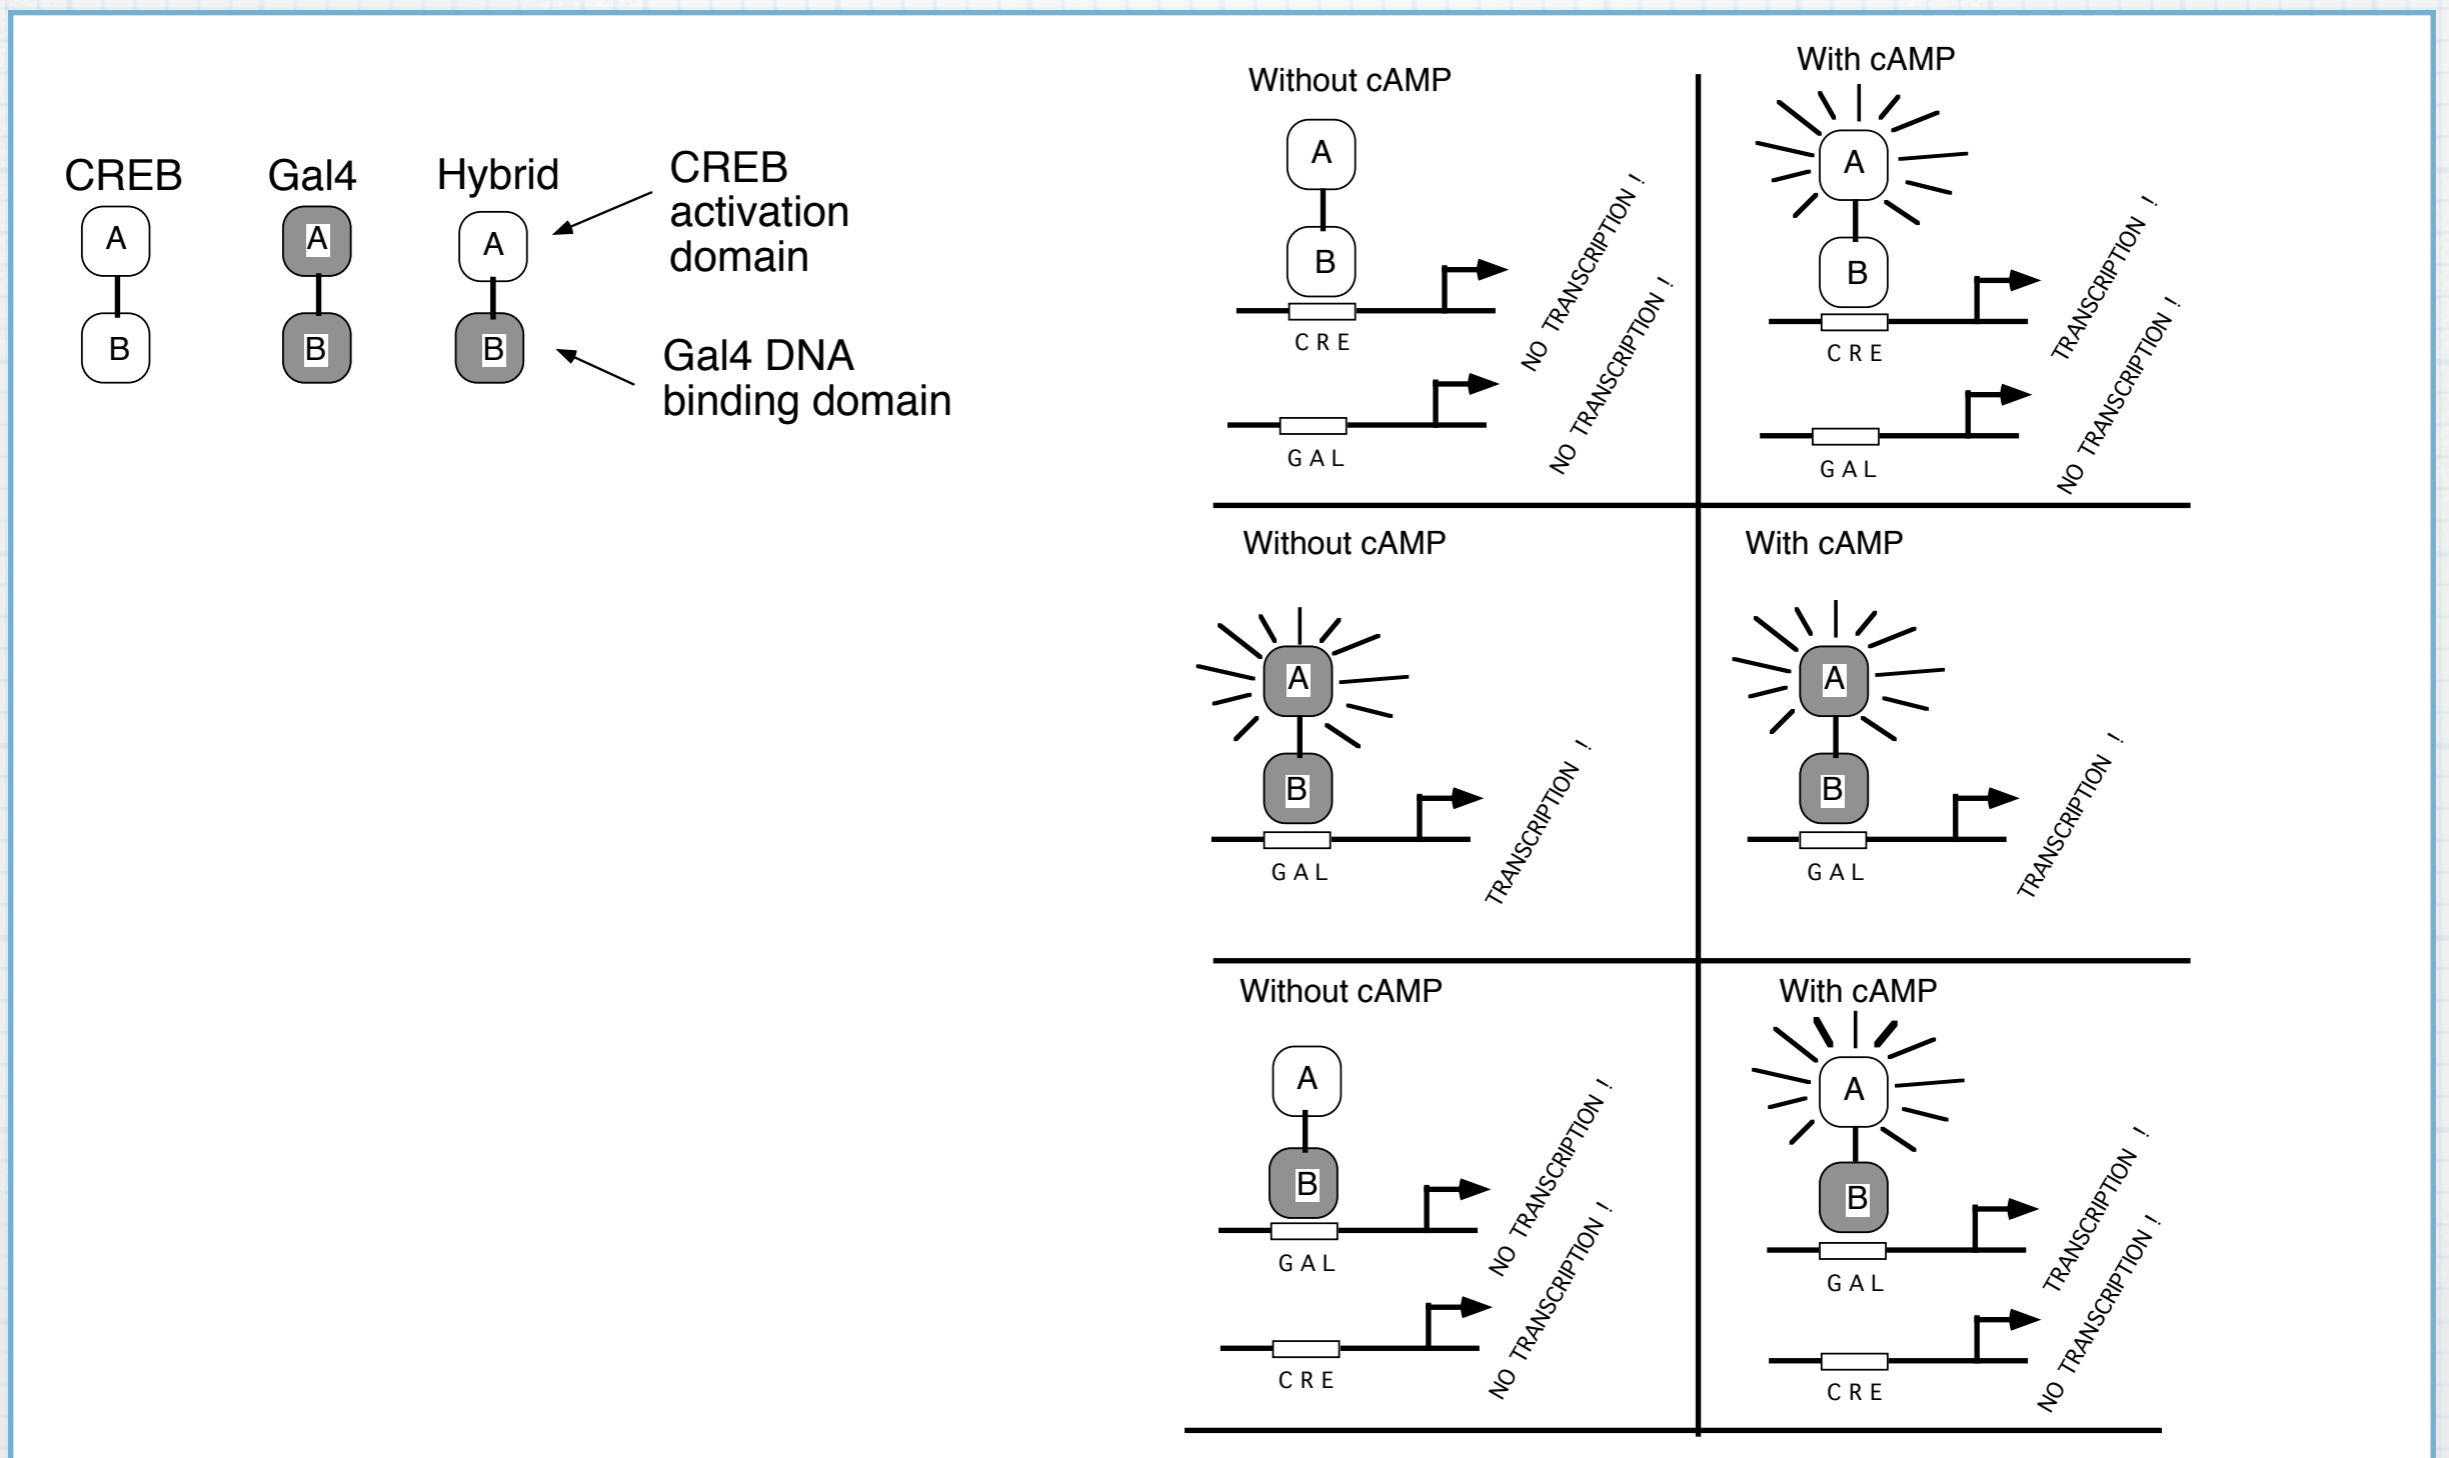 CREB
Gal4
Hybrid
CREB
activation
domain
A
A
A
B
B
B
Gal4 DNA
binding domain
Without cAMP
A
B
CRE
NO TRANSCRIPTION !
GAL
NO TRANSCRIPTION !
With cAMP
A
B
CRE
TRANSCRIPTION !
GAL
NO TRANSCRIPTION !
Without cAMP
A
B
GAL
TRANSCRIPTION !
With cAMP
A
B
GAL
TRANSCRIPTION !
Without cAMP
A
B
GAL
NO TRANSCRIPTION !
CRE
NO TRANSCRIPTION !
With cAMP
A
B
GAL
TRANSCRIPTION !
CRE
NO TRANSCRIPTION !